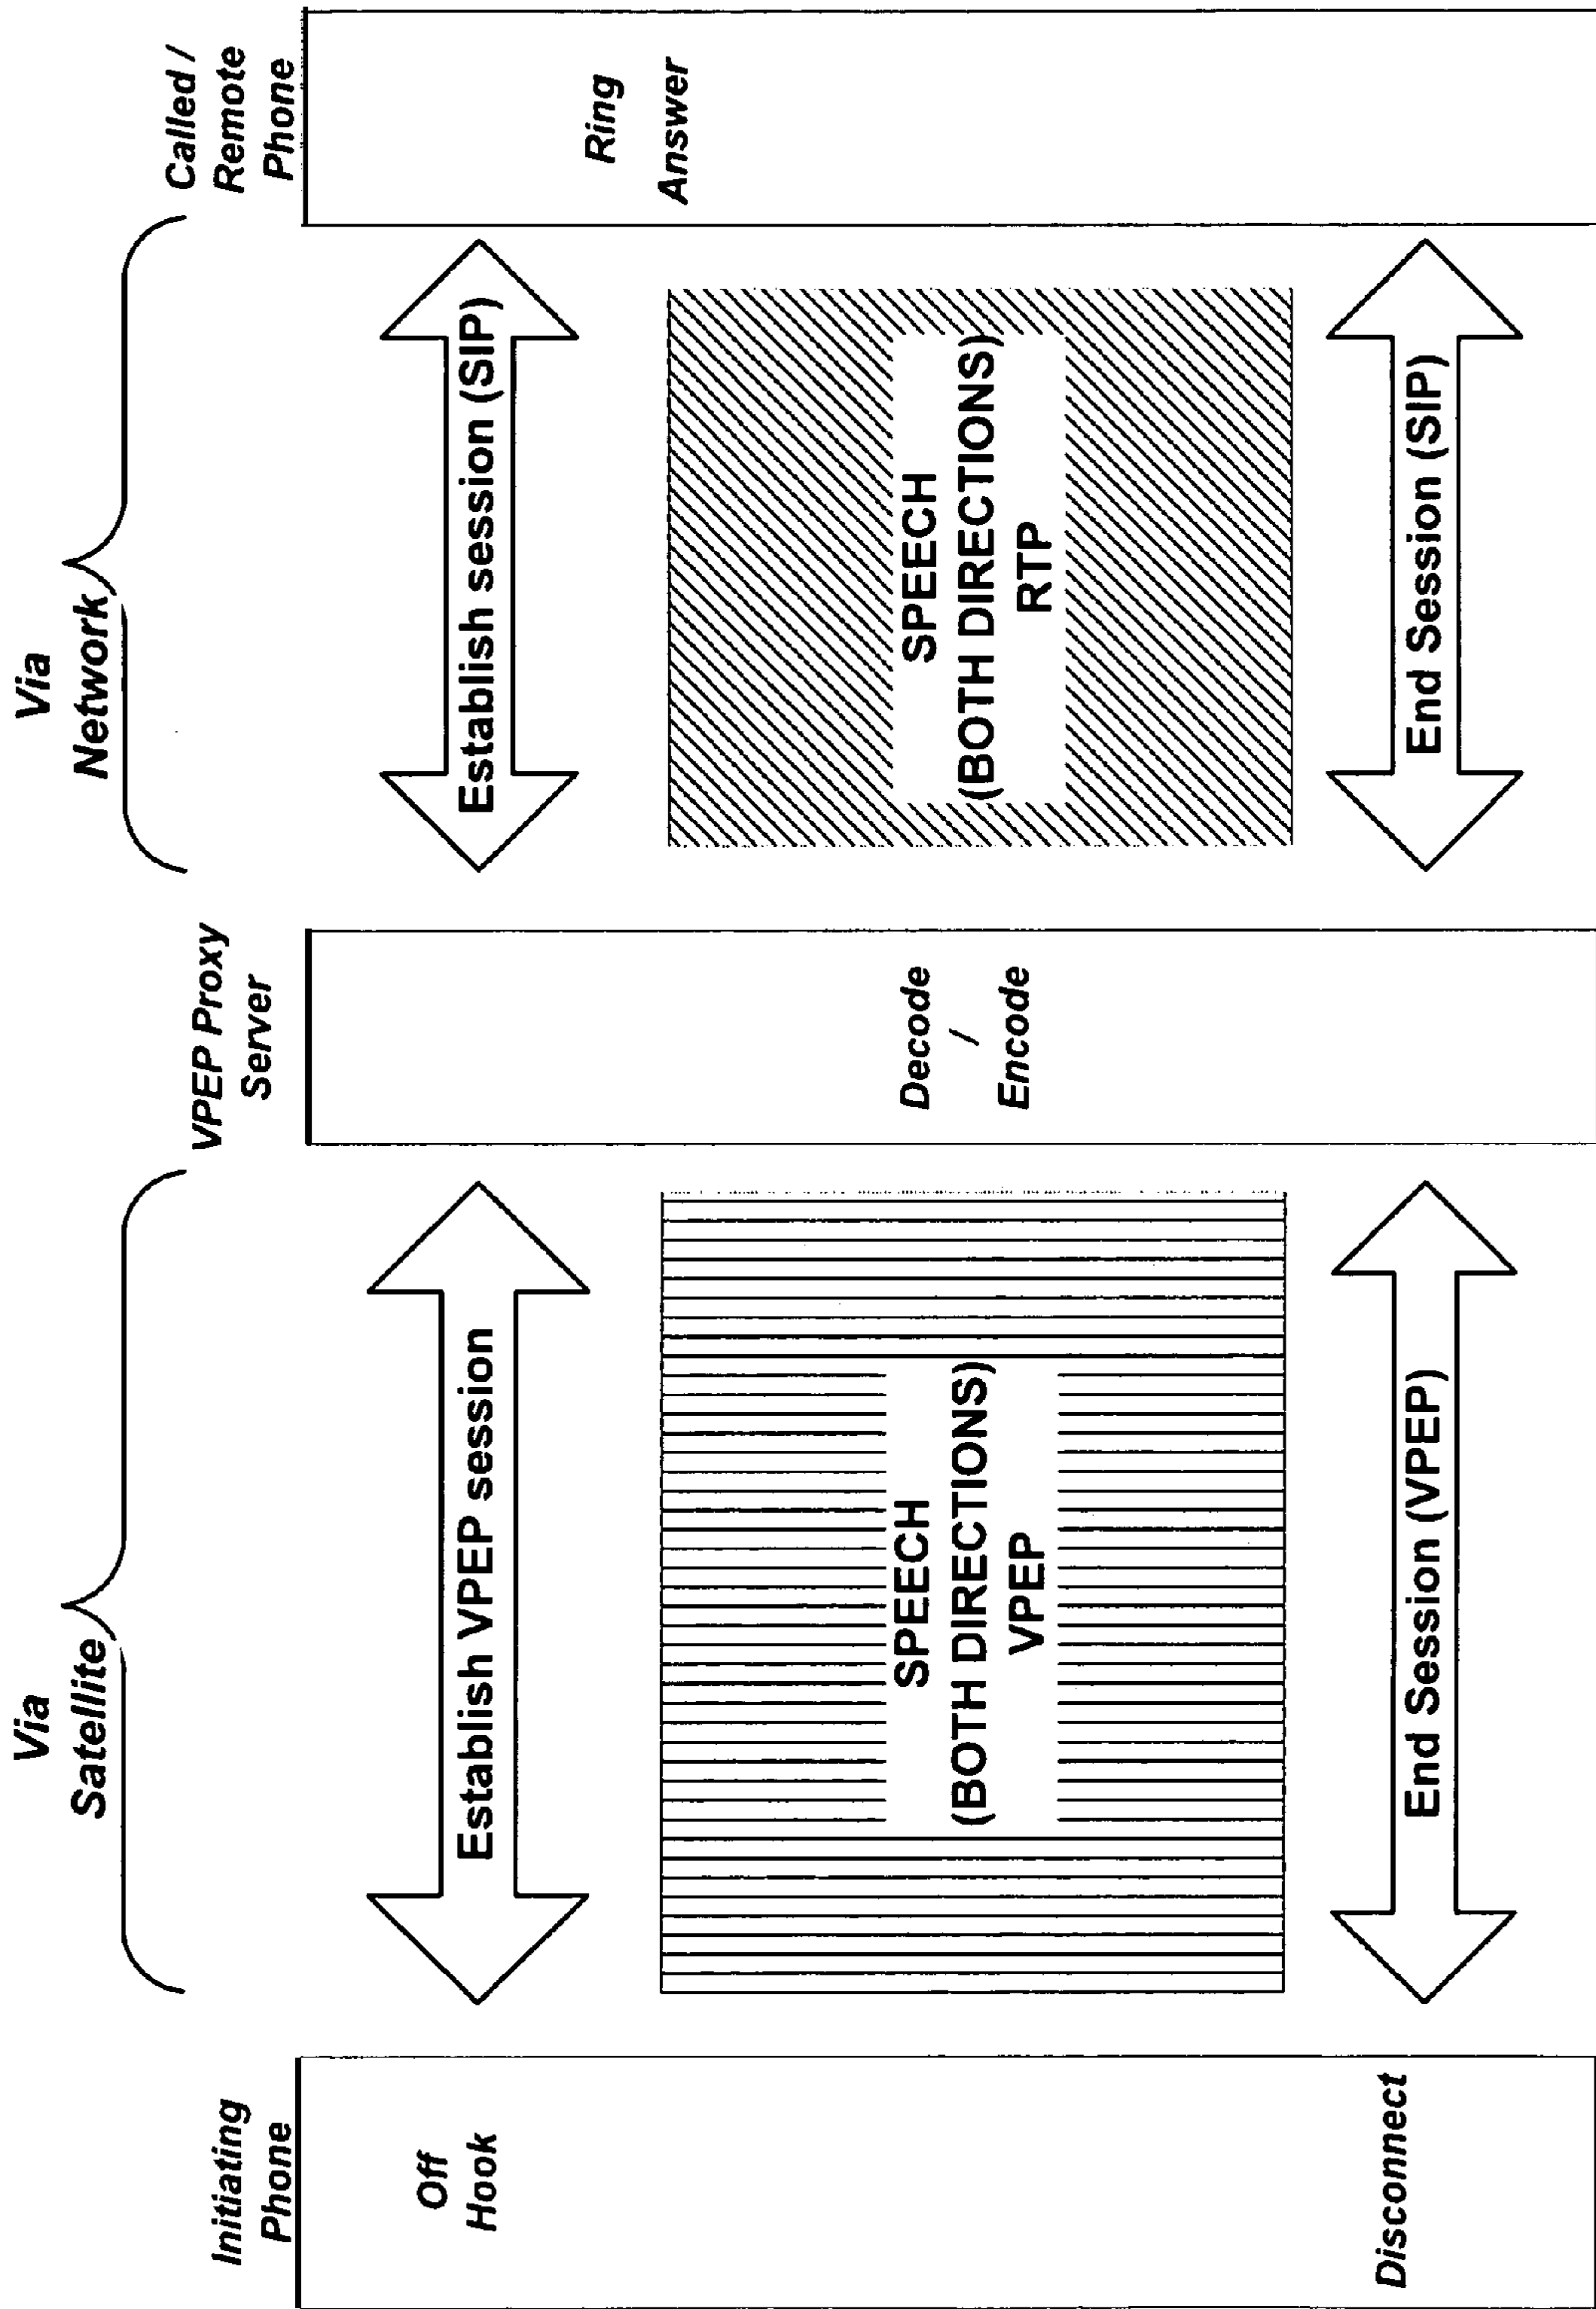 Via
Satellite
Via
Network
Initiating
Phone
VPEP Proxy
Server
Called /
Remote
Phone
Off
Hook
Establish VPEP session
Establish session (SIP)
Ring
Answer
SPEECH
(BOTH DIRECTIONS)
VPEP
Decode
/
Encode
SPEECH
(BOTH DIRECTIONS)
RTP
Disconnect
End Session (VPEP)
End Session (SIP)